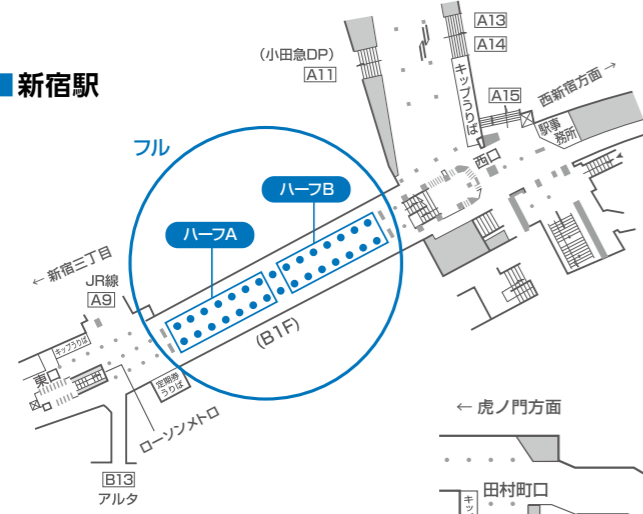 ■新宿駅
フル
ハーフA
ハーフB
(小田急DP)
A11
A13
A14
キップうりば
A15
西新宿方面 →
駅事
務所
西口
← 新宿三丁目
JR線
A9
キップうりば
東口
定期券
うりば
(B1F)
ローソンメトロ
B13
アルタ
← 虎ノ門方面
田村町口
キッ